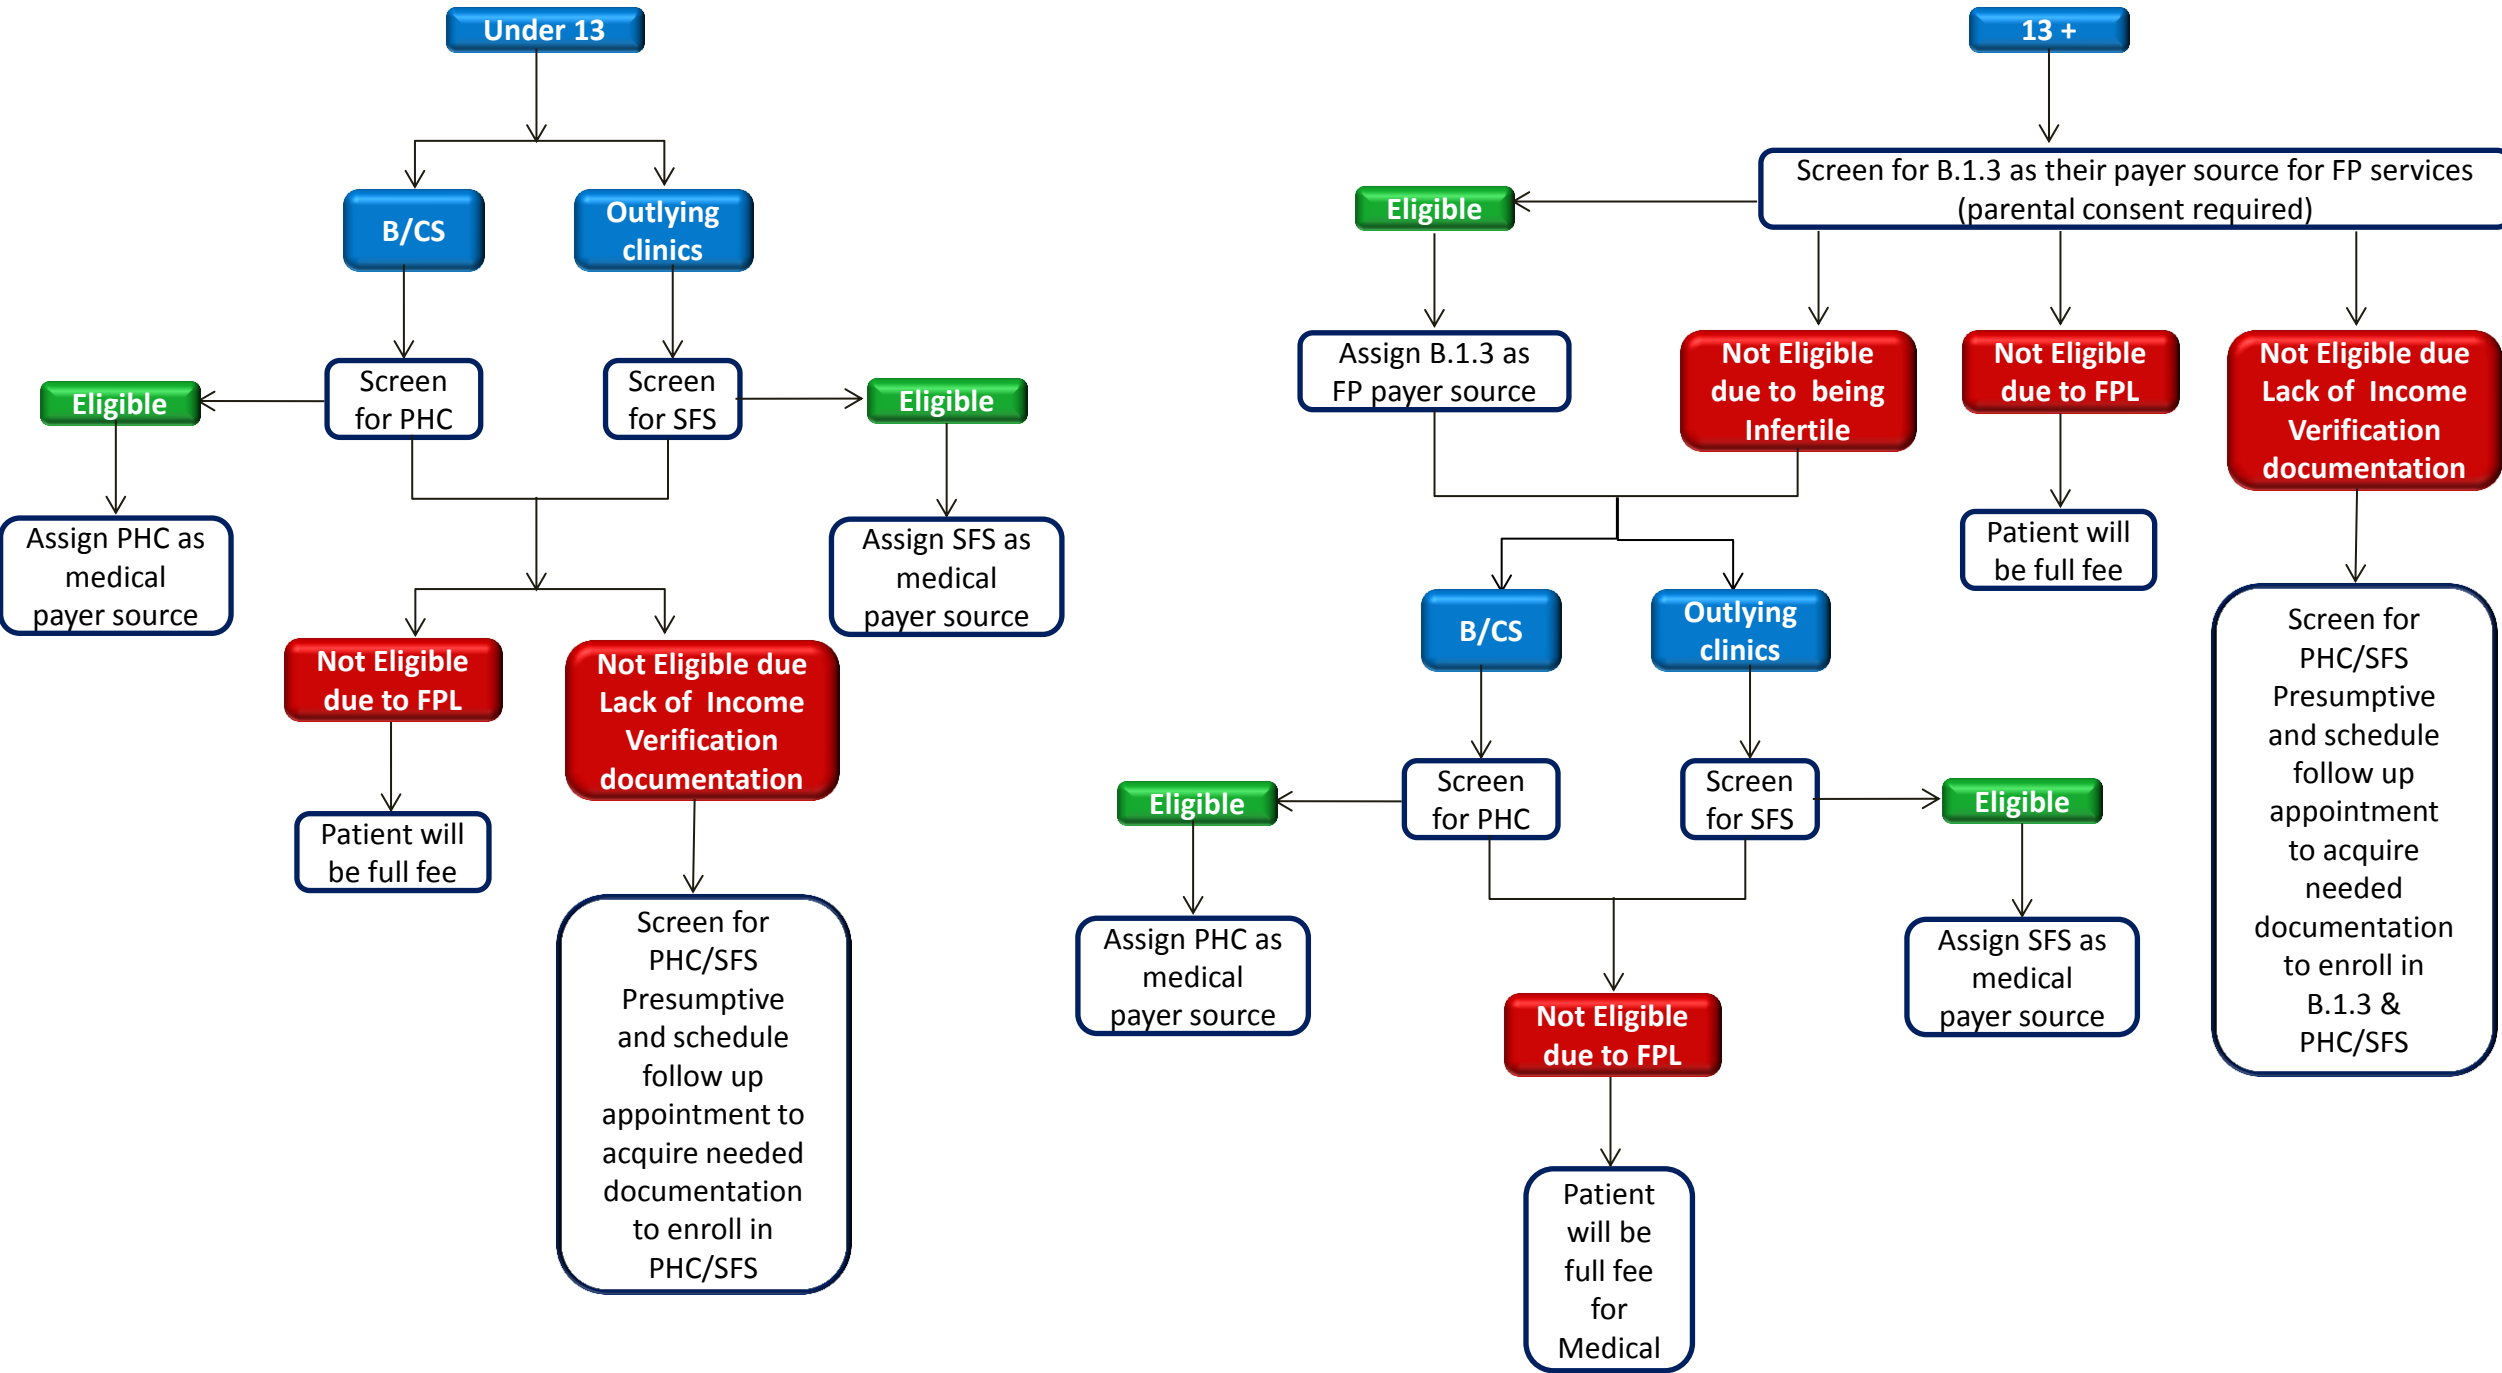 Under 13
B/CS
Outlying
clinics
Screen
for PHC
Screen
for SFS
Eligible
Eligible
Assign PHC as
medical
payer source
Assign SFS as
medical
payer source
Not Eligible
due to FPL
Not Eligible due
Lack of Income
Verification
documentation
Patient will
be full fee
Screen for
PHC/SFS
Presumptive
and schedule
follow up
appointment to
acquire needed
documentation
to enroll in
PHC/SFS
13 +
Screen for B.1.3 as their payer source for FP services
(parental consent required)
Eligible
Assign B.1.3 as
FP payer source
Not Eligible
due to being
Infertile
Not Eligible
due to FPL
Not Eligible due
Lack of Income
Verification
documentation
Patient will
be full fee
Screen for
PHC/SFS
Presumptive
and schedule
follow up
appointment
to acquire
needed
documentation
to enroll in
B.1.3 &
PHC/SFS
B/CS
Outlying
clinics
Screen
for PHC
Screen
for SFS
Eligible
Eligible
Assign PHC as
medical
payer source
Assign SFS as
medical
payer source
Not Eligible
due to FPL
Patient
will be
full fee
for
Medical